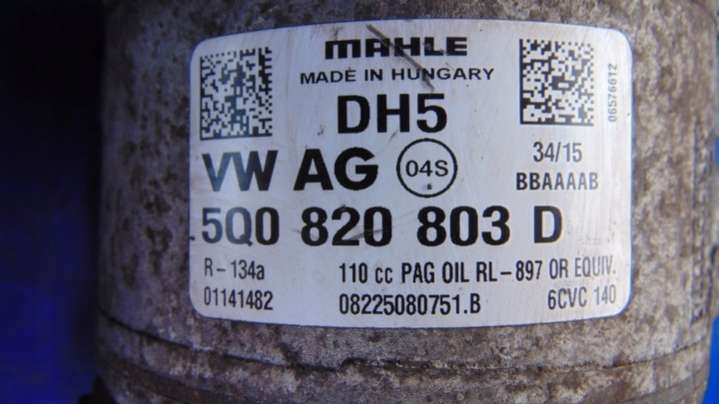 MAHLE
MADE IN HUNGARY
DH5
06576612
VW AG 04S 34/15
BBAAAAB
5Q0 820 803 D
R-134a 110 cc PAG OIL RL-897 OR EQUIV.
01141482 08225080751.B 6CVC 140